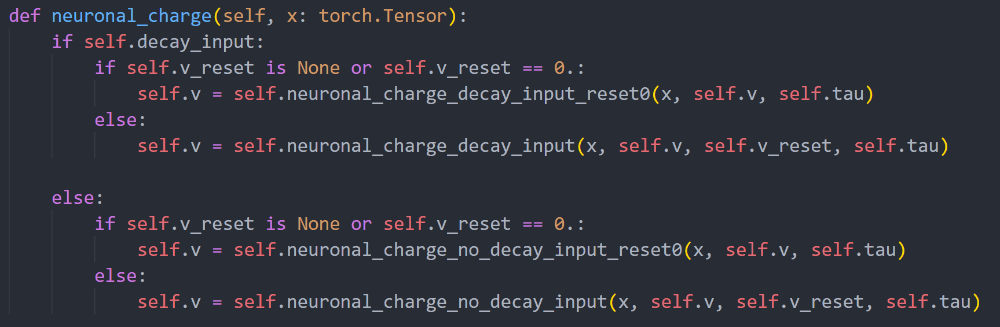 def neuronal_charge(self, x: torch.Tensor):
    if self.decay_input:
        if self.v_reset is None or self.v_reset == 0.:
            self.v = self.neuronal_charge_decay_input_reset0(x, self.v, self.tau)
        else:
            self.v = self.neuronal_charge_decay_input(x, self.v, self.v_reset, self.tau)

    else:
        if self.v_reset is None or self.v_reset == 0.:
            self.v = self.neuronal_charge_no_decay_input_reset0(x, self.v, self.tau)
        else:
            self.v = self.neuronal_charge_no_decay_input(x, self.v, self.v_reset, self.tau)